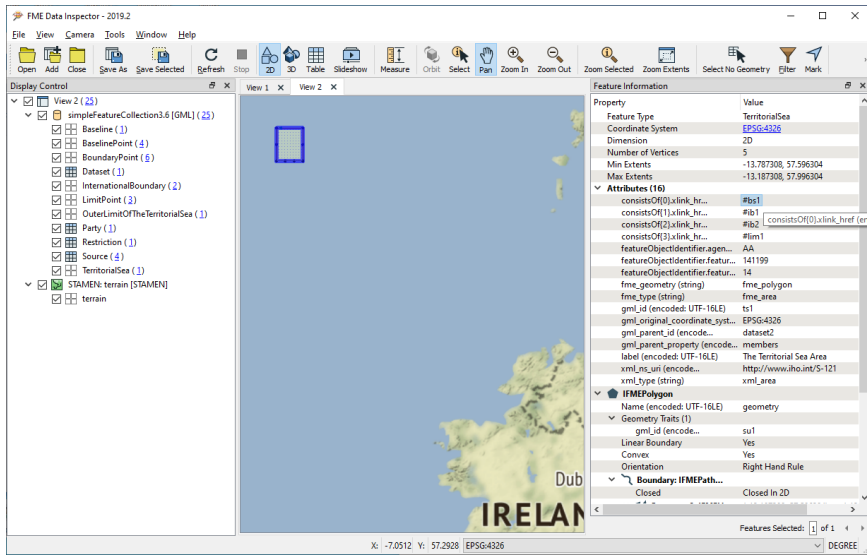 FME Data Inspector - 2019.2
File View Camera Tools Window Help
Open Add Close Save As Save Selected Refresh Stop 2D 3D Table Slideshow Measure Orbit Select Pan Zoom In Zoom Out Zoom Selected Zoom Extents Select No Geometry Filter Mark
Display Control
View 2 (25)
simpleFeatureCollection3.6 [GML] (25)
Baseline (1)
BaselinePoint (4)
BoundaryPoint (6)
Dataset (1)
InternationalBoundary (2)
LimitPoint (3)
OuterLimitOfTheTerritorialSea (1)
Party (1)
Restriction (1)
Source (4)
TerritorialSea (1)
STAMEN: terrain [STAMEN]
terrain
View 1 View 2
Dub
IRELAN
Feature Information
Property Value
Feature Type TerritorialSea
Coordinate System EPSG:4326
Dimension 2D
Number of Vertices 5
Min Extents -13.787308, 57.596304
Max Extents -13.187308, 57.996304
Attributes (16)
consistsOf{0}.xlink_hr... #bs1
consistsOf{1}.xlink_hr... #ib1
consistsOf{2}.xlink_hr... #ib2
consistsOf{0}.xlink_href (en
consistsOf{3}.xlink_hr... #lim1
featureObjectIdentifier.agen... AA
featureObjectIdentifier.featur... 141199
featureObjectIdentifier.featur... 14
fme_geometry (string) fme_polygon
fme_type (string) fme_area
gml_id (encoded: UTF-16LE) ts1
gml_original_coordinate_syst... EPSG:4326
gml_parent_id (encode... dataset2
gml_parent_property (encode... members
label (encoded: UTF-16LE) The Territorial Sea Area
xml_ns_uri (encode... http://www.iho.int/S-121
xml_type (string) xml_area
IFMEPolygon
Name (encoded: UTF-16LE) geometry
Geometry Traits (1)
gml_id (encode... su1
Linear Boundary Yes
Convex Yes
Orientation Right Hand Rule
Boundary: IFMEPath...
Closed Closed In 2D
Features Selected: 1 of 1
X: -7.0512 Y: 57.2928 EPSG:4326 DEGREE